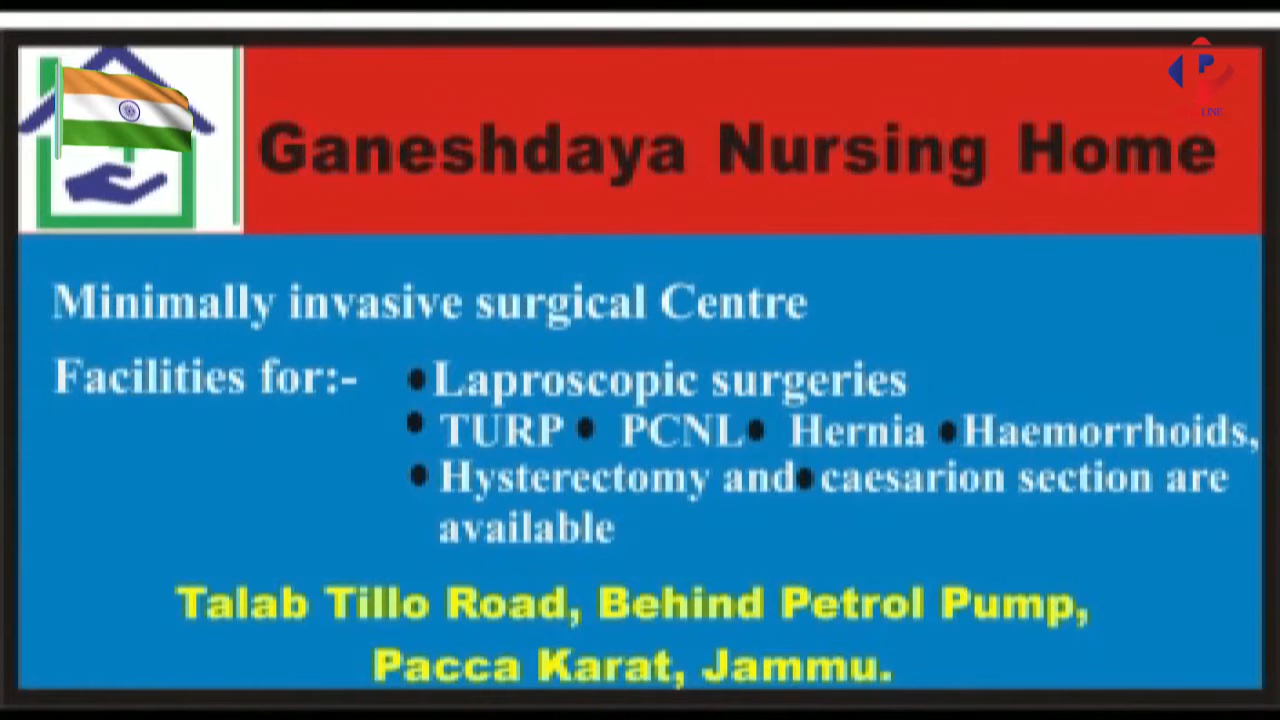 LINE
Ganeshdaya Nursing Home
Minimally invasive surgical Centre
Facilities for:- •Laproscopic surgeries
• TURP • PCNL• Hernia •Haemorrhoids,
• Hysterectomy and• caesarion section are
available
Talab Tillo Road, Behind Petrol Pump,
Pacca Karat, Jammu.